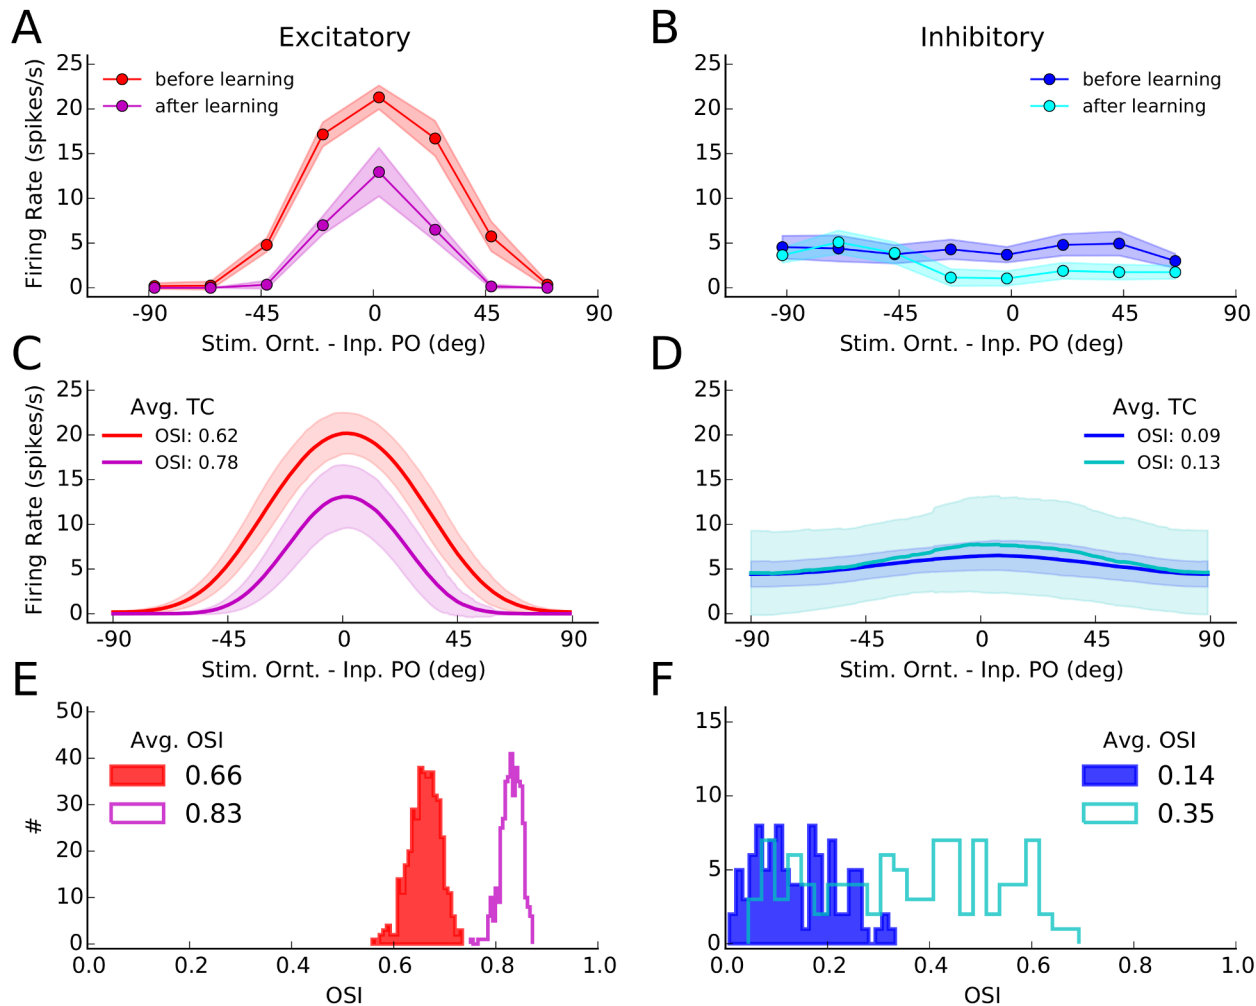 A
Excitatory
25
20
15
10
5
0
Firing Rate (spikes/s)
before learning
after learning
-90 -45 0 45 90
Stim. Ornt. - Inp. PO (deg)
B
Inhibitory
25
20
15
10
5
0
before learning
after learning
-90 -45 0 45 90
Stim. Ornt. - Inp. PO (deg)
C
25
20
15
10
5
0
Firing Rate (spikes/s)
Avg. TC
OSI: 0.62
OSI: 0.78
-90 -45 0 45 90
Stim. Ornt. - Inp. PO (deg)
D
25
20
15
10
5
0
Avg. TC
OSI: 0.09
OSI: 0.13
-90 -45 0 45 90
Stim. Ornt. - Inp. PO (deg)
E
50
40
30
20
10
0
#
Avg. OSI
0.66
0.83
0.0 0.2 0.4 0.6 0.8 1.0
OSI
F
15
10
5
0
Avg. OSI
0.14
0.35
0.0 0.2 0.4 0.6 0.8 1.0
OSI